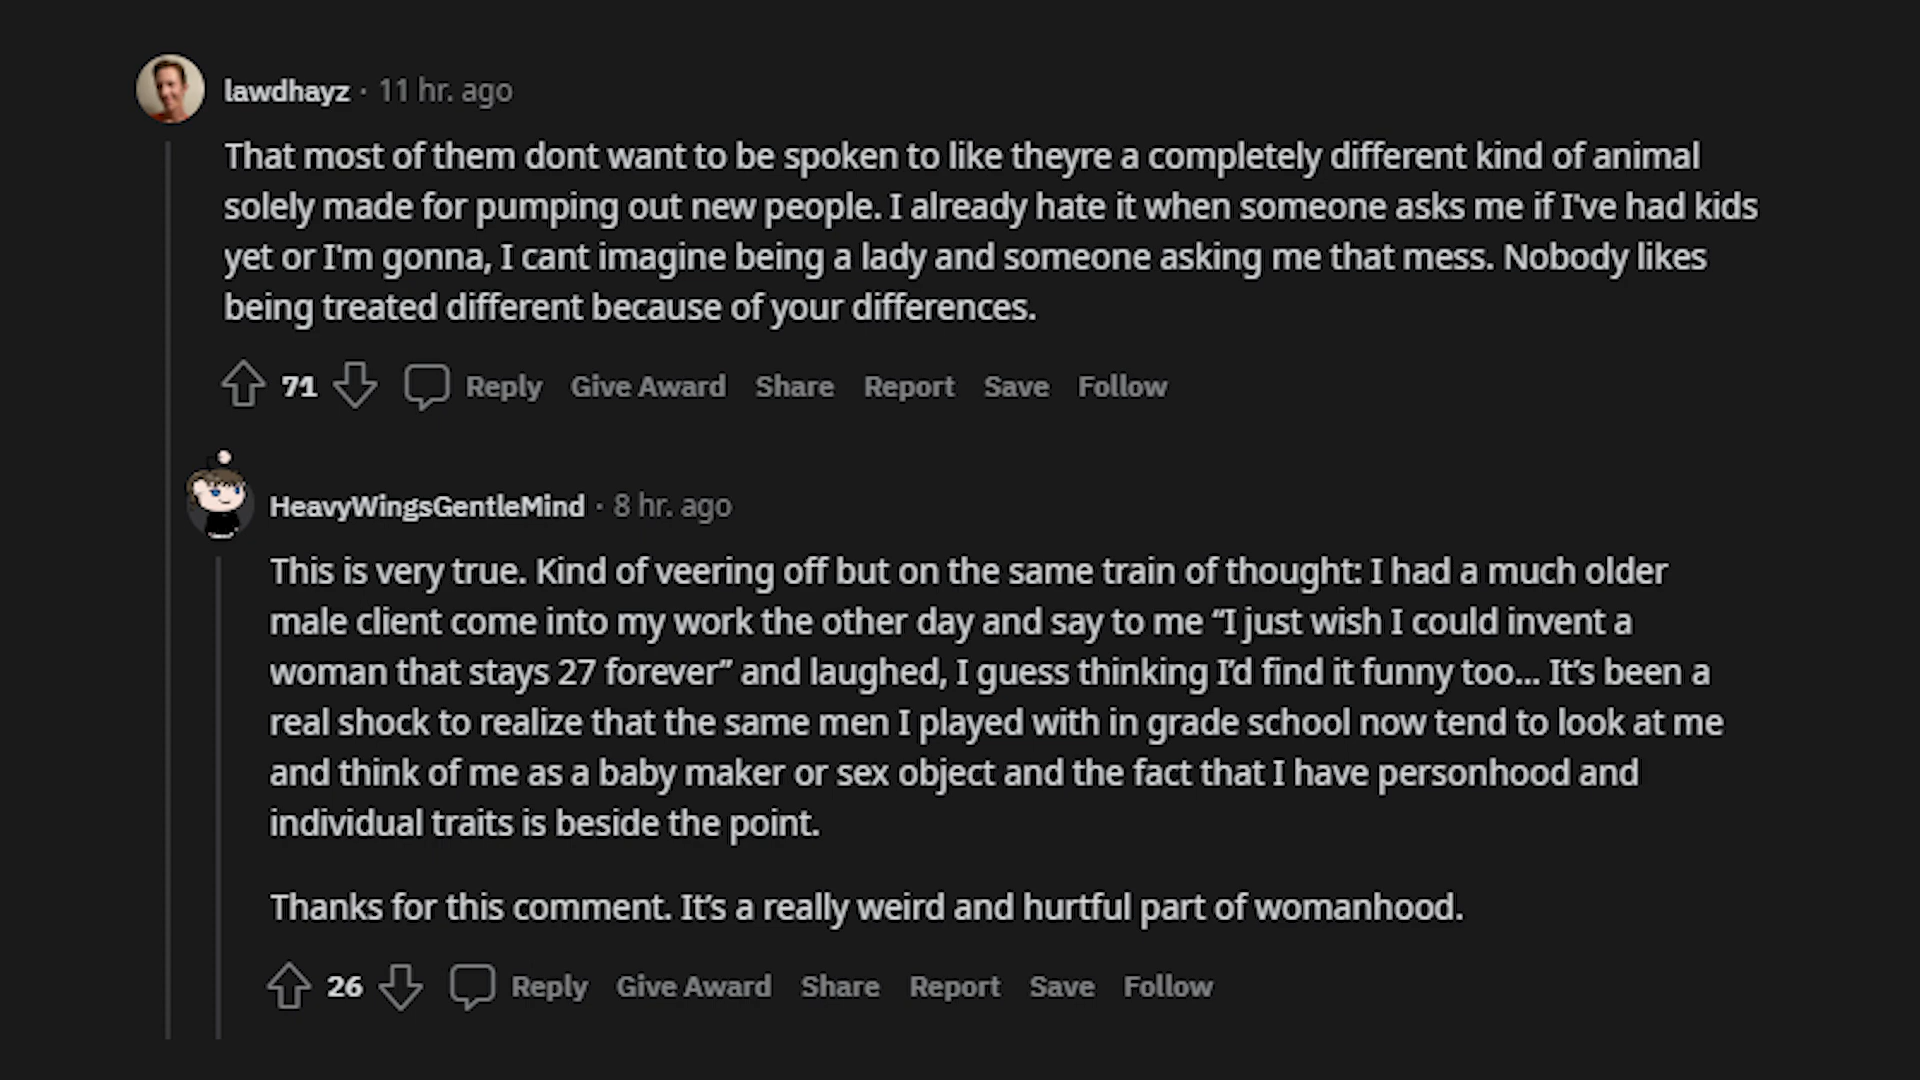 lawdhayz · 11 hr. ago
That most of them dont want to be spoken to like theyre a completely different kind of animal
solely made for pumping out new people. I already hate it when someone asks me if I've had kids
yet or I'm gonna, I cant imagine being a lady and someone asking me that mess. Nobody likes
being treated different because of your differences.
71 Reply Give Award Share Report Save Follow
HeavyWingsGentleMind · 8 hr. ago
This is very true. Kind of veering off but on the same train of thought: I had a much older
male client come into my work the other day and say to me “I just wish I could invent a
woman that stays 27 forever” and laughed, I guess thinking I’d find it funny too... It’s been a
real shock to realize that the same men I played with in grade school now tend to look at me
and think of me as a baby maker or sex object and the fact that I have personhood and
individual traits is beside the point.
Thanks for this comment. It’s a really weird and hurtful part of womanhood.
26 Reply Give Award Share Report Save Follow